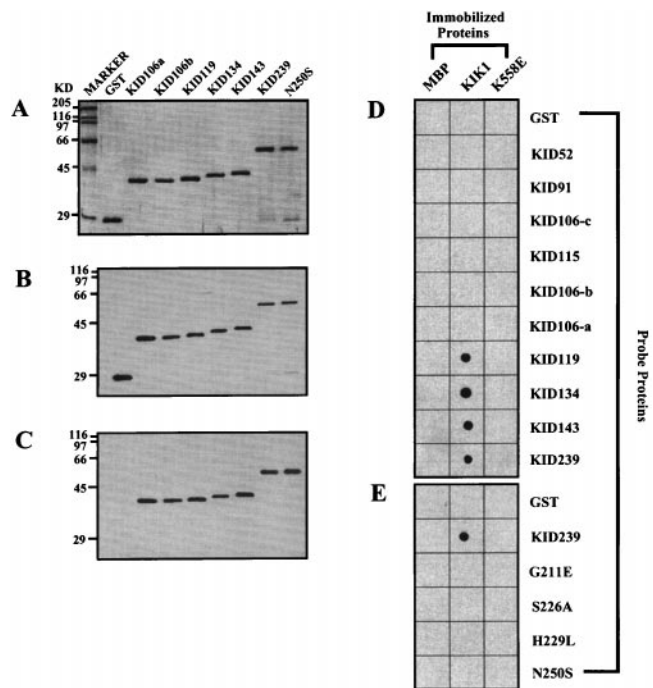 A
KD
MARKER
GST
KID106a
KID106b
KID119
KID134
KID143
KID239
N250S
205
116
97
66
45
29
B
116
97
66
45
29
C
116
97
66
45
29
Immobilized
Proteins
MBP
KIK1
K558E
D
GST
KID52
KID91
KID106-c
KID115
KID106-b
KID106-a
KID119
KID134
KID143
KID239
E
GST
KID239
G211E
S226A
H229L
N250S
Probe Proteins